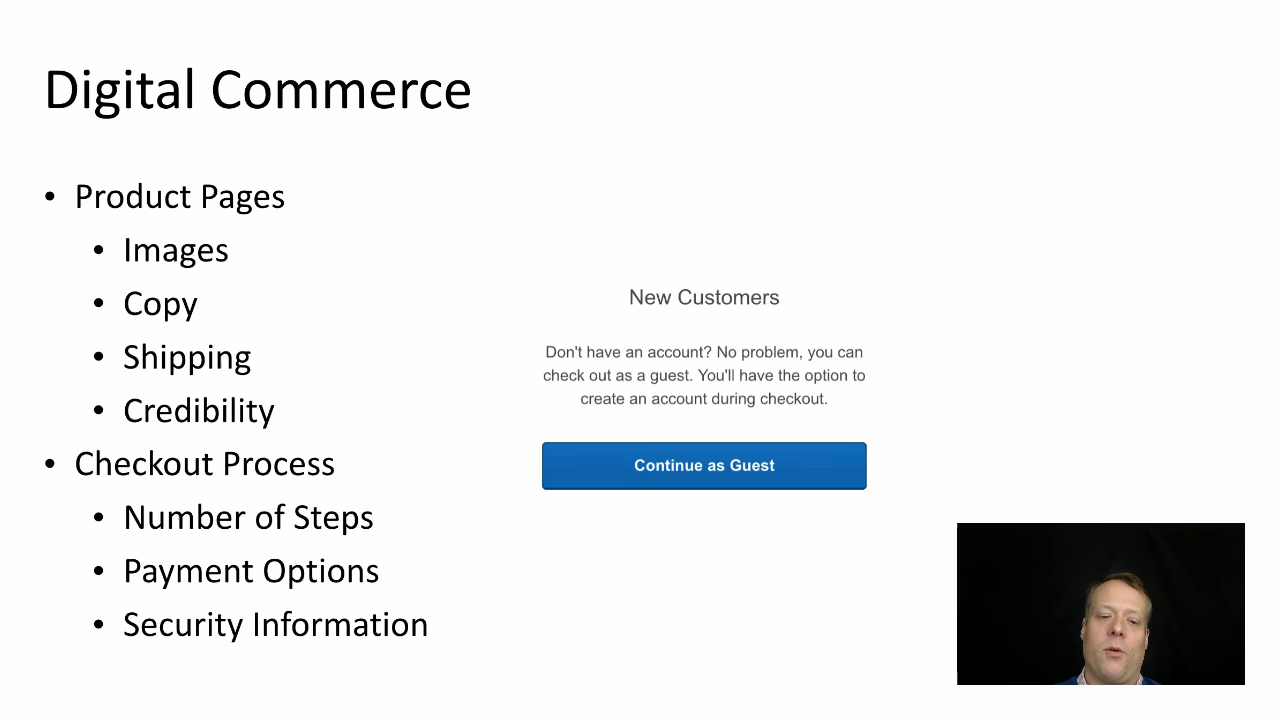 Digital Commerce
• Product Pages
• Images
• Copy
• Shipping
• Credibility
• Checkout Process
• Number of Steps
• Payment Options
• Security Information
New Customers
Don't have an account? No problem, you can
check out as a guest. You'll have the option to
create an account during checkout.
Continue as Guest